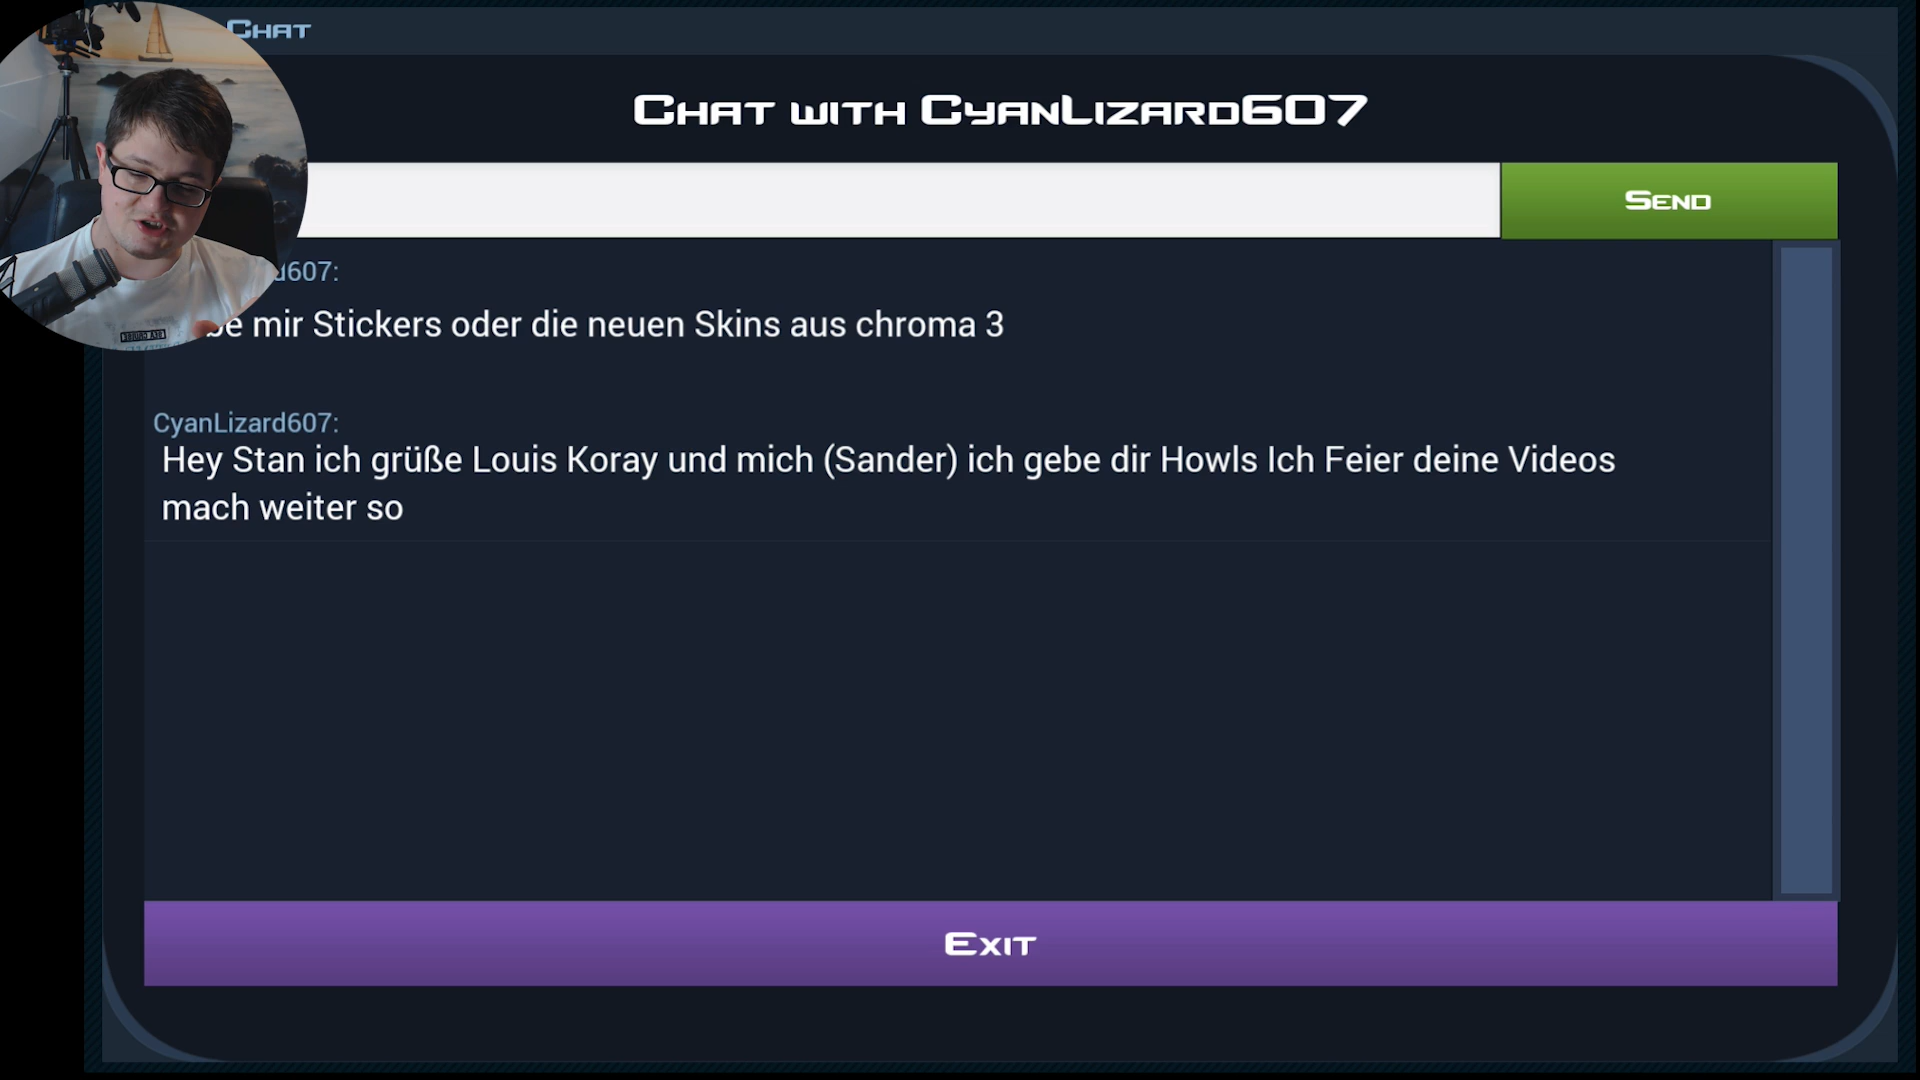 Chat
Chat with CyanLizard607
Send
d607:
mir Stickers oder die neuen Skins aus chroma 3
CyanLizard607:
Hey Stan ich grüße Louis Koray und mich (Sander) ich gebe dir Howls Ich Feier deine Videos
mach weiter so
Exit